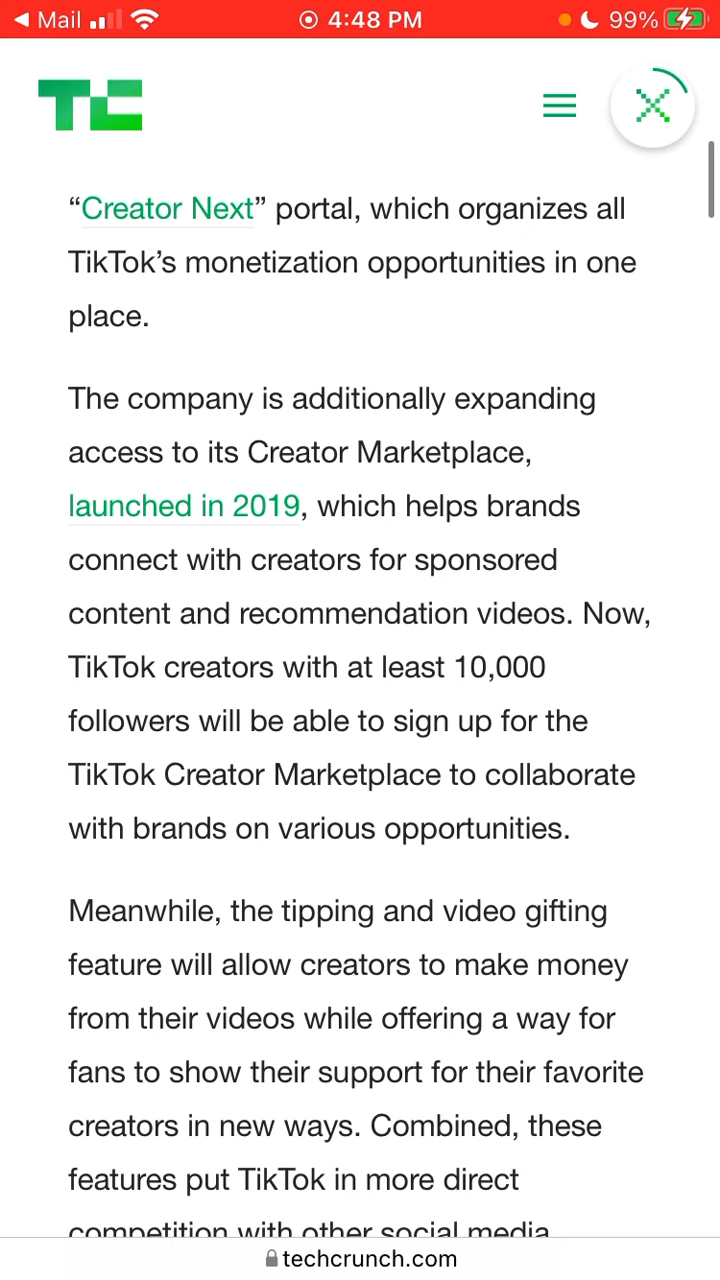 Mail 4:48 PM 99%
TC
“Creator Next” portal, which organizes all
TikTok’s monetization opportunities in one
place.
The company is additionally expanding
access to its Creator Marketplace,
launched in 2019, which helps brands
connect with creators for sponsored
content and recommendation videos. Now,
TikTok creators with at least 10,000
followers will be able to sign up for the
TikTok Creator Marketplace to collaborate
with brands on various opportunities.
Meanwhile, the tipping and video gifting
feature will allow creators to make money
from their videos while offering a way for
fans to show their support for their favorite
creators in new ways. Combined, these
features put TikTok in more direct
competition with other social media
techcrunch.com